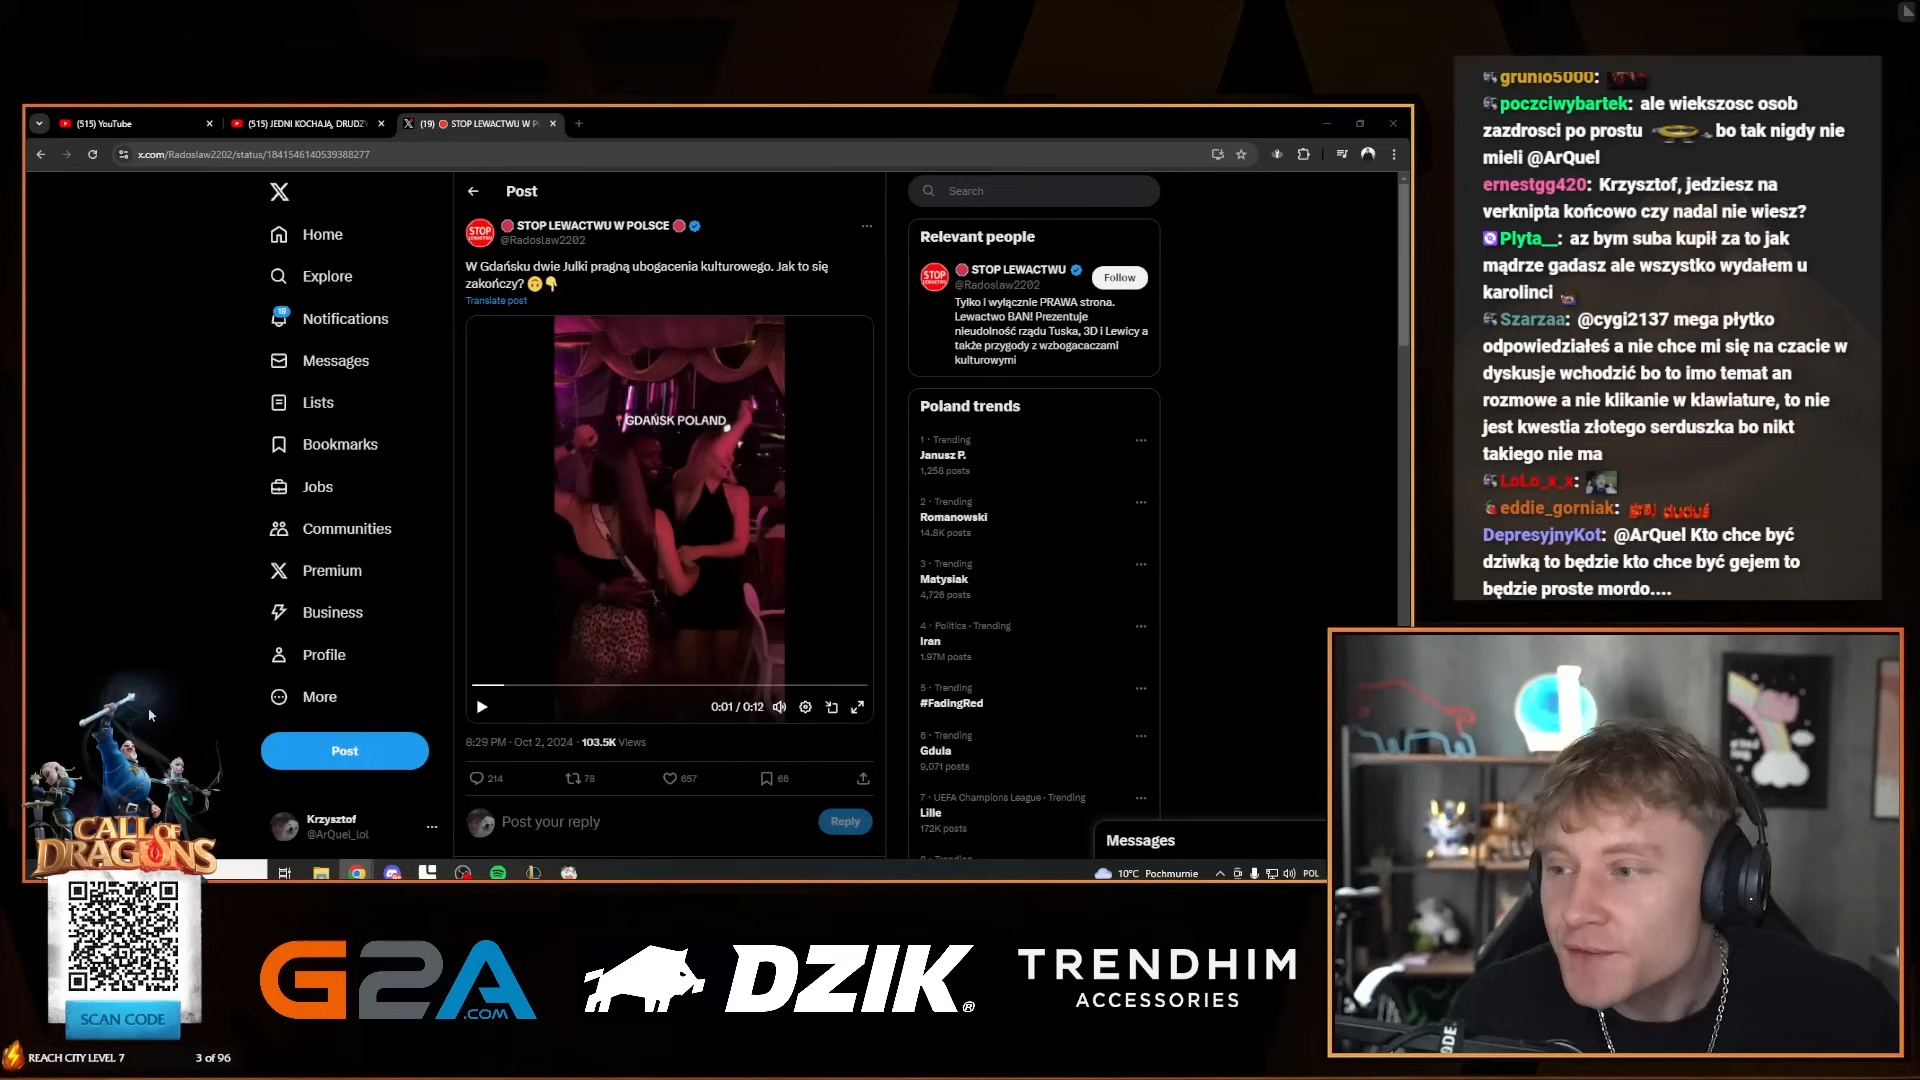 (515) YouTube
(515) JEDNI KOCHAJĄ, DRUDZY
(19) STOP LEWACTWU W P
x.com/Radoslaw2202/status/1841546140539388277
Home
Explore
19
Notifications
Messages
Lists
Bookmarks
Jobs
Communities
Premium
Business
Profile
More
Post
Krzysztof
@ArQuel_lol
Post
STOP LEWACTWU W POLSCE
@Radoslaw2202
W Gdańsku dwie Julki pragną ubogacenia kulturowego. Jak to się
zakończy?
Translate post
GDAŃSK POLAND
0:01 / 0:12
8:29 PM · Oct 2, 2024 · 103.5K Views
214
78
657
66
Post your reply
Reply
Search
Relevant people
STOP LEWACTWU
@Radoslaw2202
Follow
Tylko i wyłącznie PRAWA strona.
Lewactwo BAN! Prezentuje
nieudolność rządu Tuska, 3D i Lewicy a
także przygody z wzbogacaczami
kulturowymi
Poland trends
1 · Trending
Janusz P.
1,258 posts
2 · Trending
Romanowski
14.8K posts
3 · Trending
Matysiak
4,726 posts
4 · Politics · Trending
Iran
1.97M posts
5 · Trending
#FadingRed
6 · Trending
Gdula
9,071 posts
7 · UEFA Champions League · Trending
Lille
172K posts
Messages
10°C Pochmurnie
POL
grunio5000:
poczciwybartek: ale wiekszosc osob
zazdrosci po prostu bo tak nigdy nie
mieli @ArQuel
ernestgg420: Krzysztof, jedziesz na
verknipta końcowo czy nadal nie wiesz?
Plyta__: az bym suba kupił za to jak
mądrze gadasz ale wszystko wydałem u
karolinci
Szarzaa: @cygi2137 mega płytko
odpowiedziałeś a nie chce mi się na czacie w
dyskusje wchodzić bo to imo temat an
rozmowe a nie klikanie w klawiature, to nie
jest kwestia złotego serduszka bo nikt
takiego nie ma
LoLo_x_x:
eddie_gorniak:
DepresyjnyKot: @ArQuel Kto chce być
dziwką to będzie kto chce być gejem to
będzie proste mordo....
CALL OF
DRAGONS
SCAN CODE
REACH CITY LEVEL 7
3 of 96
G2A
.COM
DZIK®
TRENDHIM
ACCESSORIES